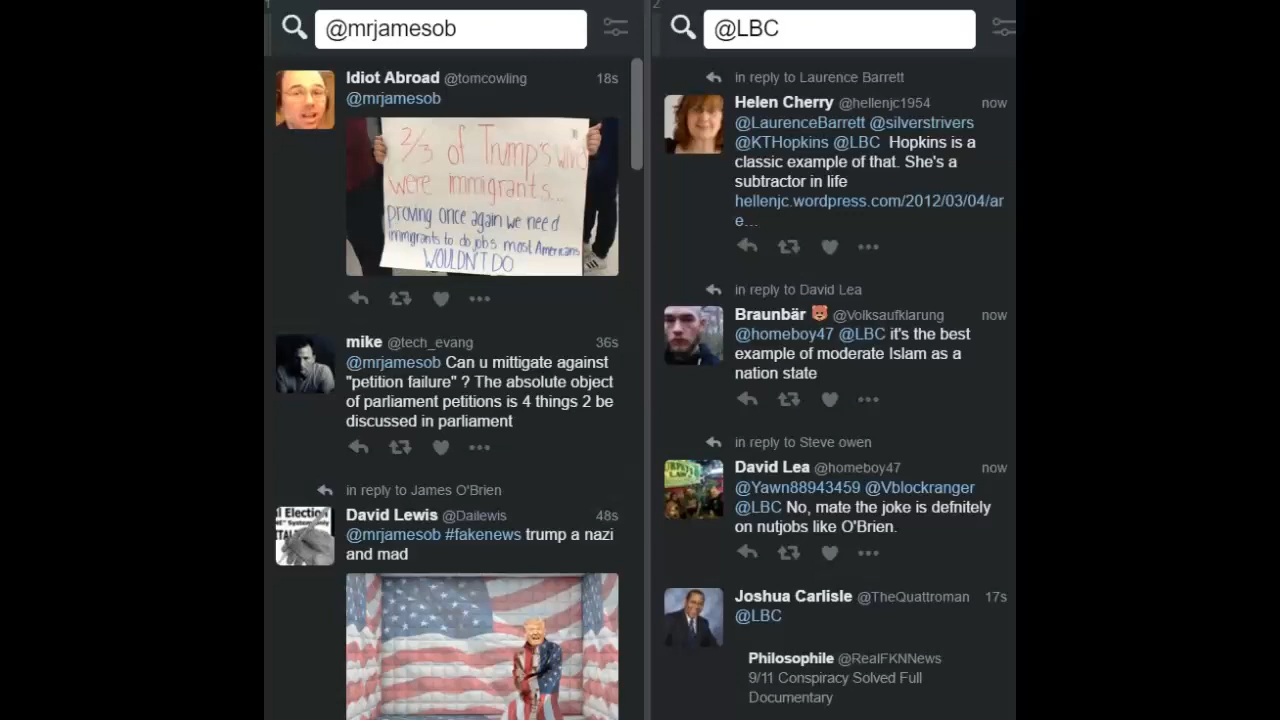 1
@mrjamesob
Idiot Abroad @tomcowling 18s
@mrjamesob
2/3 of Trump's wives
were immigrants...
proving once again we need
immigrants to do jobs most Americans
WOULDN'T DO
mike @tech_evang 36s
@mrjamesob Can u mittigate against
"petition failure" ? The absolute object
of parliament petitions is 4 things 2 be
discussed in parliament
in reply to James O'Brien
David Lewis @Dailewis 48s
@mrjamesob #fakenews trump a nazi
and mad
2
@LBC
in reply to Laurence Barrett
Helen Cherry @hellenjc1954 now
@LaurenceBarrett @silverstrivers
@KTHopkins @LBC Hopkins is a
classic example of that. She's a
subtractor in life
hellenjc.wordpress.com/2012/03/04/ar
e…
in reply to David Lea
Braunbär @Volksaufklarung now
@homeboy47 @LBC it's the best
example of moderate Islam as a
nation state
in reply to Steve owen
David Lea @homeboy47 now
@Yawn88943459 @Vblockranger
@LBC No, mate the joke is defnitely
on nutjobs like O'Brien.
Joshua Carlisle @TheQuattroman 17s
@LBC
Philosophile @RealFKNNews
9/11 Conspiracy Solved Full
Documentary